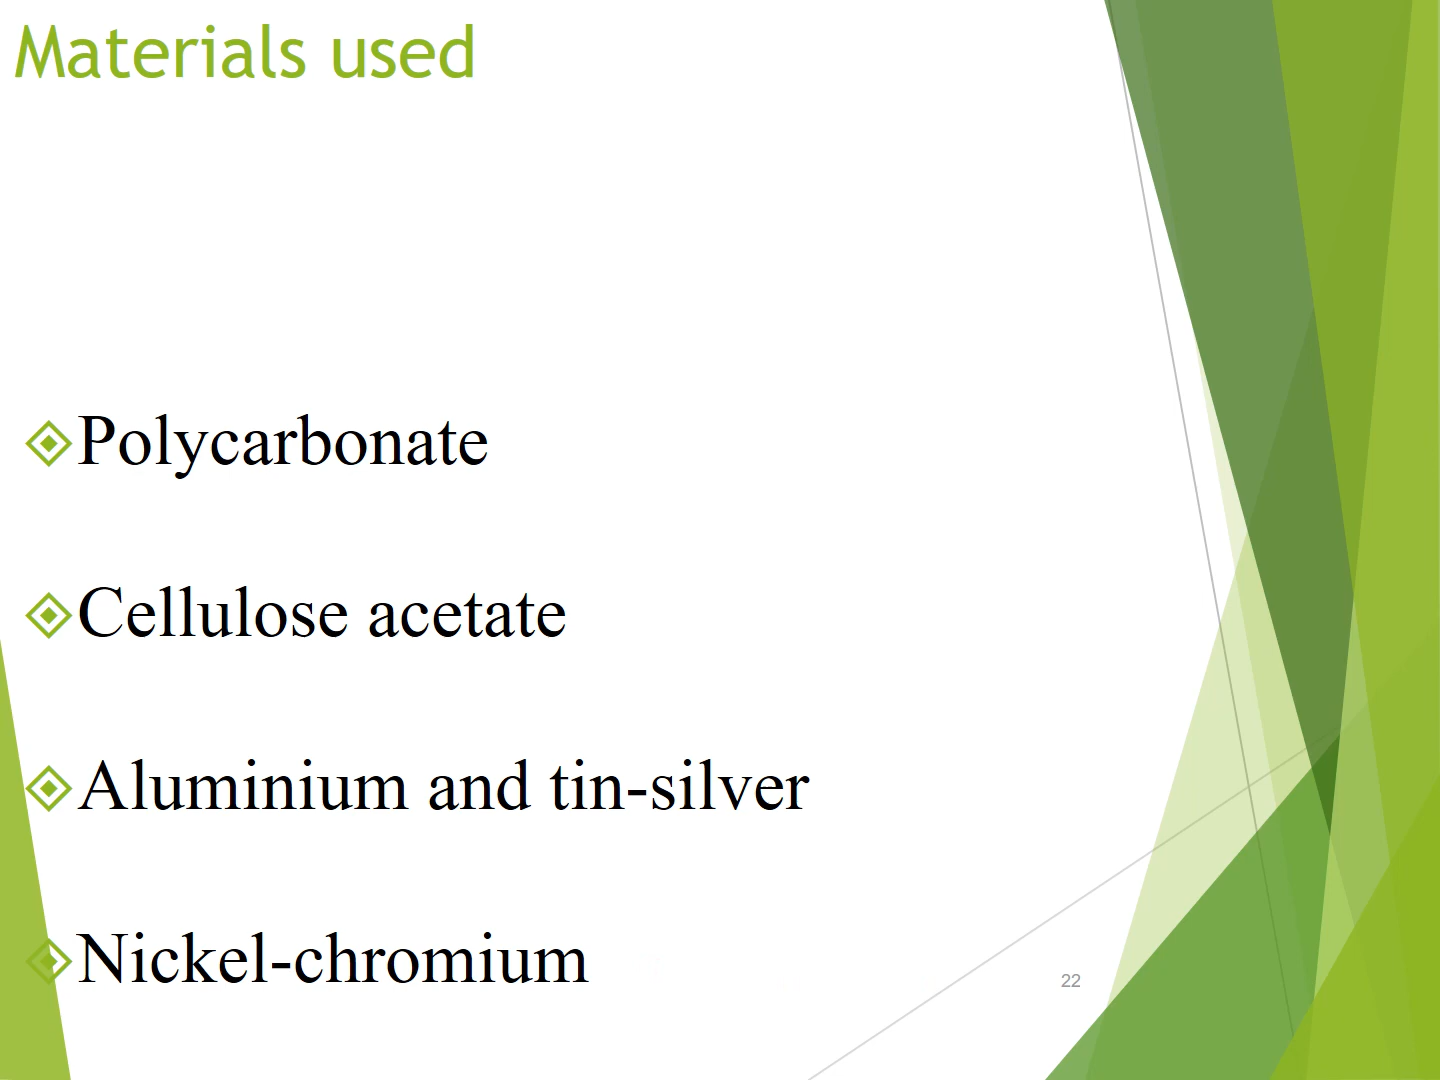 Materials used
Polycarbonate
Cellulose acetate
Aluminium and tin-silver
Nickel-chromium
22